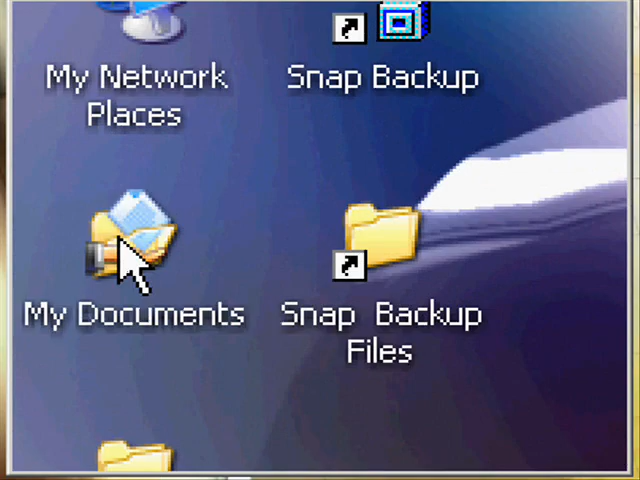 My Network
Places
Snap Backup
My Documents
Snap Backup
Files